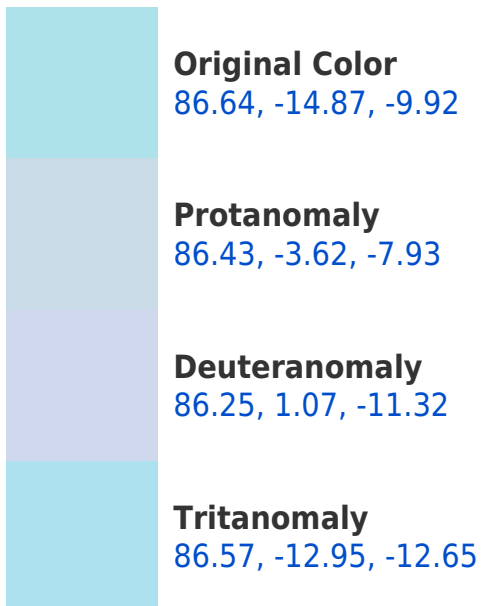 Original Color
86.64, -14.87, -9.92
Protanomaly
86.43, -3.62, -7.93
Deuteranomaly
86.25, 1.07, -11.32
Tritanomaly
86.57, -12.95, -12.65